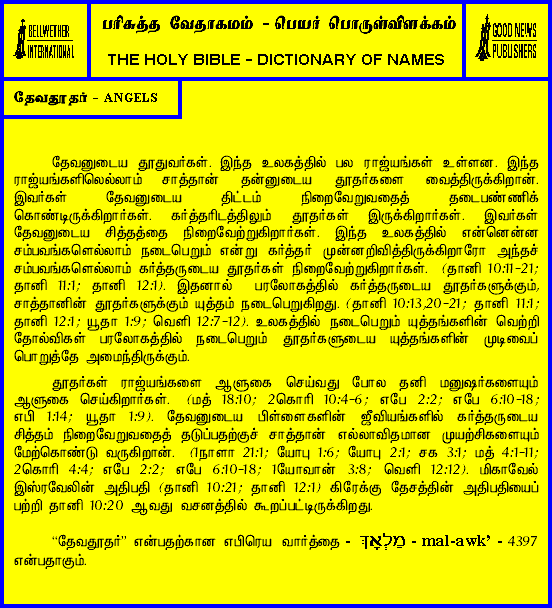 BELLWETHER
INTERNATIONAL
பரிசுத்த வேதாகமம் - பெயர் பொருள்விளக்கம்
THE HOLY BIBLE - DICTIONARY OF NAMES
GOOD NEWS
PUBLISHERS
தேவதூதர் - ANGELS
தேவனுடைய தூதுவர்கள். இந்த உலகத்தில் பல ராஜ்யங்கள் உள்ளன. இந்த
ராஜ்யங்களிலெல்லாம் சாத்தான் தன்னுடைய தூதர்களை வைத்திருக்கிறான்.
இவர்கள் தேவனுடைய திட்டம் நிறைவேறுவதைத் தடைபண்ணிக்
கொண்டிருக்கிறார்கள். கர்த்தரிடத்திலும் தூதர்கள் இருக்கிறார்கள். இவர்கள்
தேவனுடைய சித்தத்தை நிறைவேற்றுகிறார்கள். இந்த உலகத்தில் என்னென்ன
சம்பவங்களெல்லாம் நடைபெறும் என்று கர்த்தர் முன்னறிவித்திருக்கிறாரோ அந்தச்
சம்பவங்களெல்லாம் கர்த்தருடைய தூதர்கள் நிறைவேற்றுகிறார்கள். (தானி 10:11-21;
தானி 11:1; தானி 12:1). இதனால் பரலோகத்தில் கர்த்தருடைய தூதர்களுக்கும்,
சாத்தானின் தூதர்களுக்கும் யுத்தம் நடைபெறுகிறது. (தானி 10:13,20-21; தானி 11:1;
தானி 12:1; யூதா 1:9; வெளி 12:7-12). உலகத்தில் நடைபெறும் யுத்தங்களின் வெற்றி
தோல்விகள் பரலோகத்தில் நடைபெறும் தூதர்களுடைய யுத்தங்களின் முடிவைப்
பொறுத்தே அமைந்திருக்கும்.
தூதர்கள் ராஜ்யங்களை ஆளுகை செய்வது போல தனி மனுஷர்களையும்
ஆளுகை செய்கிறார்கள். (மத் 18:10; 2கொரி 10:4-6; எபே 2:2; எபே 6:10-18;
எபி 1:14; யூதா 1:9). தேவனுடைய பிள்ளைகளின் ஜீவியங்களில் கர்த்தருடைய
சித்தம் நிறைவேறுவதைத் தடுப்பதற்குச் சாத்தான் எல்லாவிதமான முயற்சிகளையும்
மேற்கொண்டு வருகிறான். (1நாளா 21:1; யோபு 1:6; யோபு 2:1; சக 3:1; மத் 4:1-11;
2கொரி 4:4; எபே 2:2; எபே 6:10-18; 1யோவான் 3:8; வெளி 12:12). மிகாவேல்
இஸ்ரவேலின் அதிபதி (தானி 10:21; தானி 12:1) கிரேக்கு தேசத்தின் அதிபதியைப்
பற்றி தானி 10:20 ஆவது வசனத்தில் கூறப்பட்டிருக்கிறது.
“தேவதூதர்” என்பதற்கான எபிரெய வார்த்தை - מַלְאָךְ - mal-awk’ - 4397
என்பதாகும்.